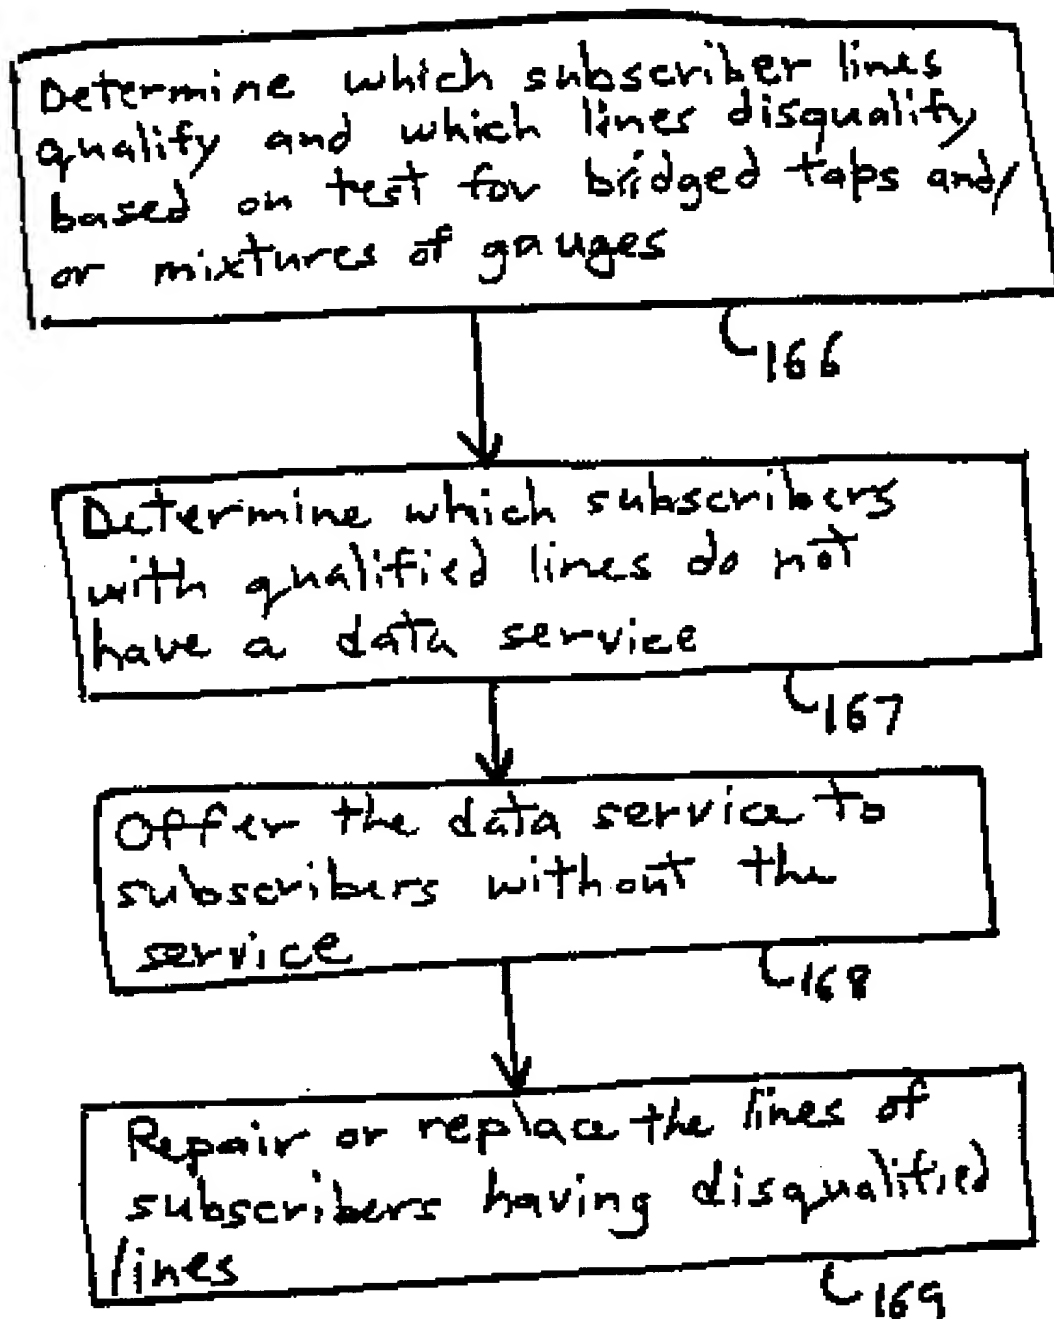 Determine which subscriber lines
qualify and which lines disqualify
based on test for bridged taps and/
or mixtures of gauges
166
Determine which subscribers
with qualified lines do not
have a data service
167
Offer the data service to
subscribers without the
service
168
Repair or replace the lines of
subscribers having disqualified
lines
169